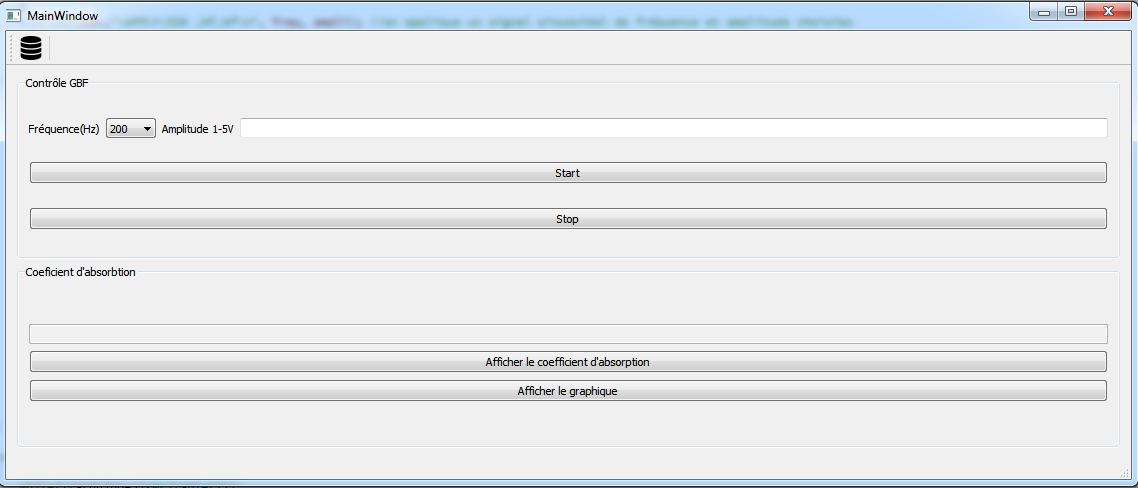 MainWindow
Contrôle GBF
Fréquence(Hz) 200 Amplitude 1-5V
Start
Stop
Coeficient d'absorbtion
Afficher le coefficient d'absorption
Afficher le graphique